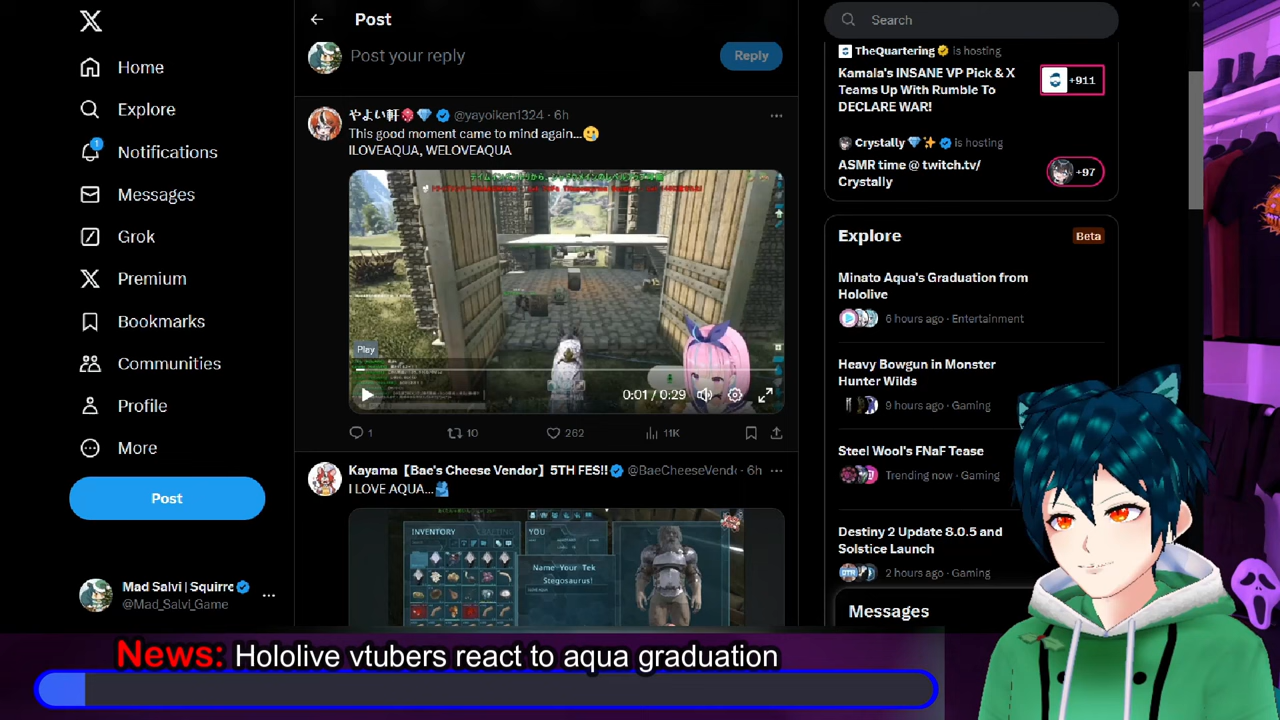 Home
Explore
1
Notifications
Messages
Grok
Premium
Bookmarks
Communities
Profile
More
Post
Mad Salvi | Squirrc
@Mad_Salvi_Game
Post
Post your reply
Reply
やよい軒 @yayoiken1324 · 6h
This good moment came to mind again...
ILOVEAQUA, WELOVEAQUA
Play
0:01 / 0:29
1
10
262
11K
Kayama【Bae's Cheese Vendor】5TH FES!! @BaeCheeseVend · 6h
I LOVE AQUA...
INVENTORY
YOU
Name Your Tek
Stegosaurus!
Search
TheQuartering is hosting
Kamala's INSANE VP Pick & X
Teams Up With Rumble To
DECLARE WAR!
+911
Crystally is hosting
ASMR time @ twitch.tv/
Crystally
+97
Explore
Beta
Minato Aqua's Graduation from
Hololive
6 hours ago · Entertainment
Heavy Bowgun in Monster
Hunter Wilds
9 hours ago · Gaming
Steel Wool's FNaF Tease
Trending now · Gaming
Destiny 2 Update 8.0.5 and
Solstice Launch
2 hours ago · Gaming
Messages
News: Hololive vtubers react to aqua graduation